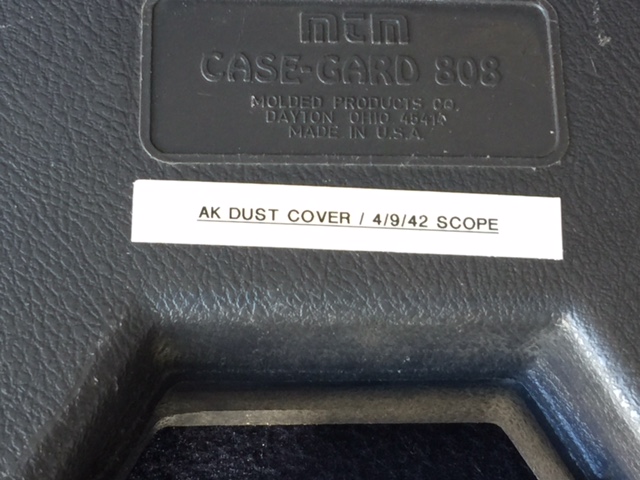 mtm
CASE-GARD 808
MOLDED PRODUCTS CO.
DAYTON OHIO 45414
MADE IN U.S.A.
AK DUST COVER / 4/9/42 SCOPE